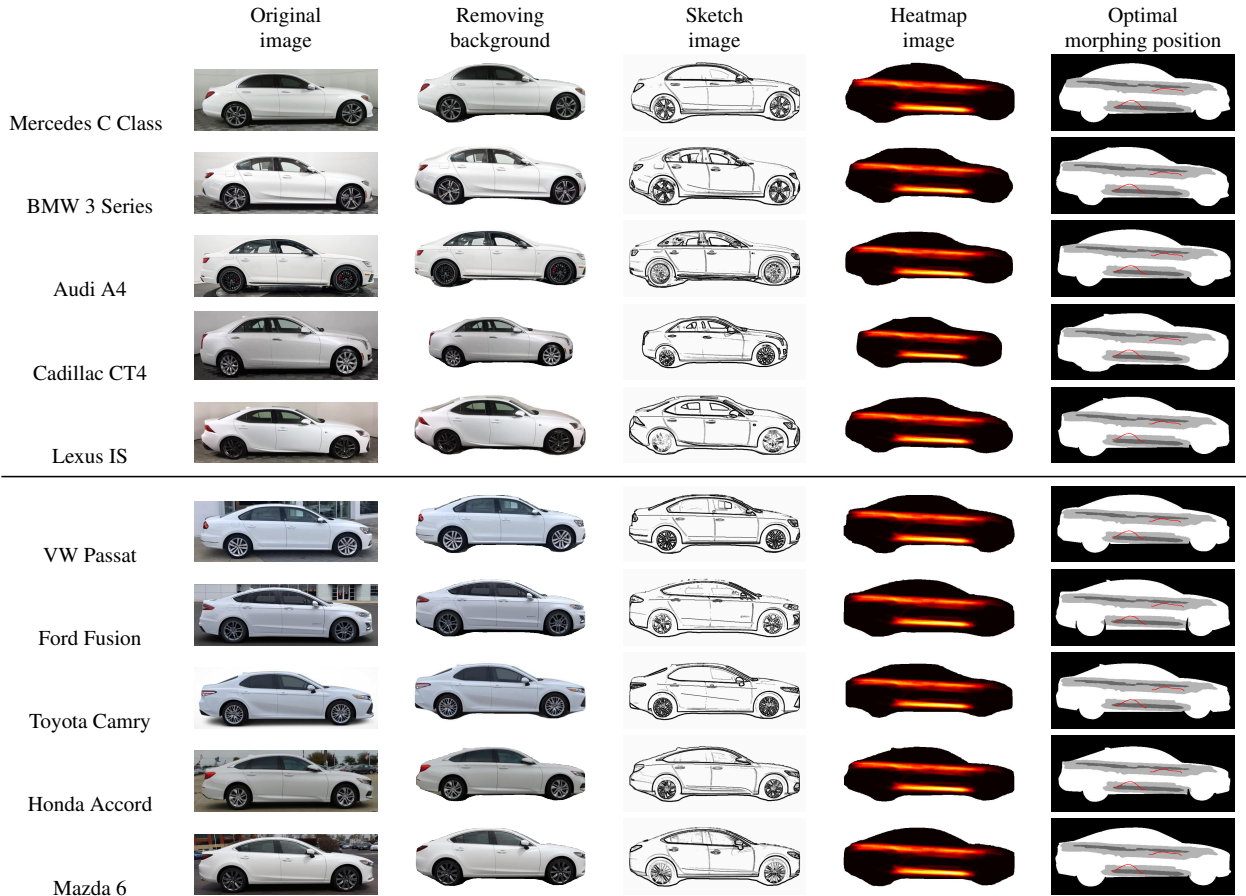 Original
image
Removing
background
Sketch
image
Heatmap
image
Optimal
morphing position
Mercedes C Class
BMW 3 Series
Audi A4
Cadillac CT4
Lexus IS
VW Passat
Ford Fusion
Toyota Camry
Honda Accord
Mazda 6